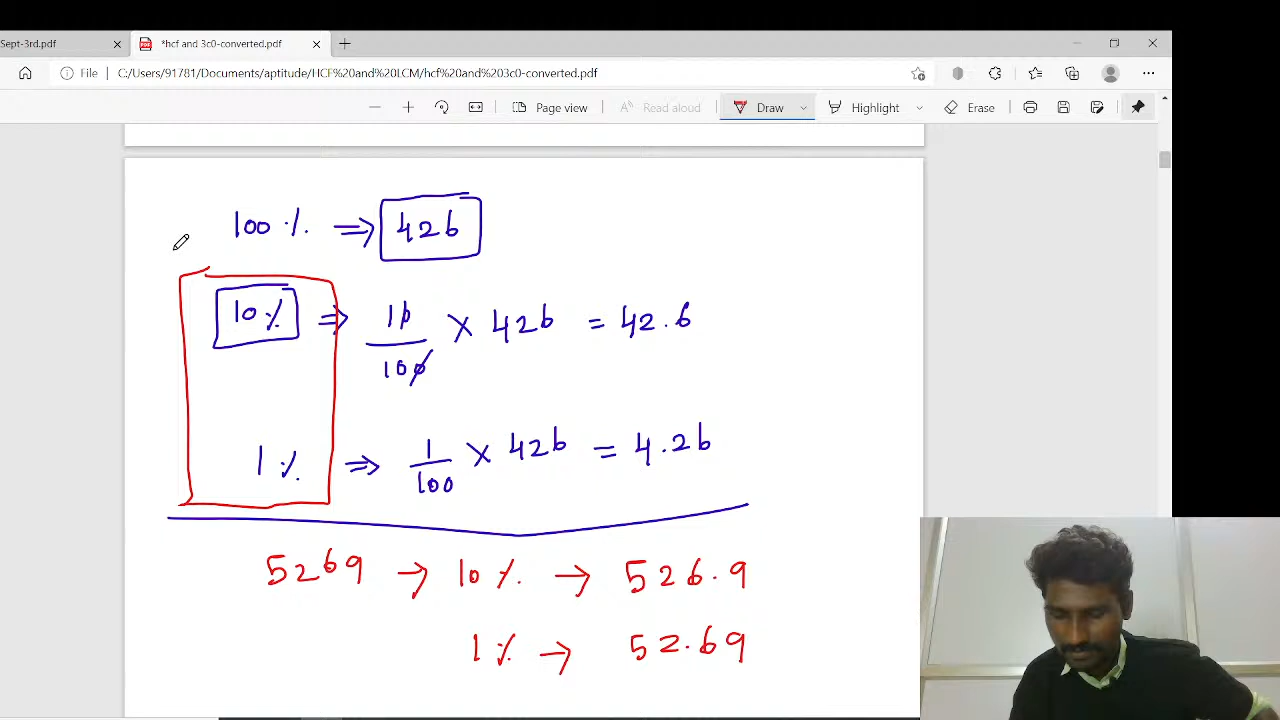 Sept-3rd.pdf
*hcf and 3c0-converted.pdf
File
C:/Users/91781/Documents/aptitude/HCF%20and%20LCM/hcf%20and%203c0-converted.pdf
Page view
Read aloud
Draw
Highlight
Erase
100 % ⇒ 426
10 % ⇒ 10/100 × 426 = 42.6
1 % ⇒ 1/100 × 426 = 4.26
5269 → 10 % → 526.9
1 % → 52.69